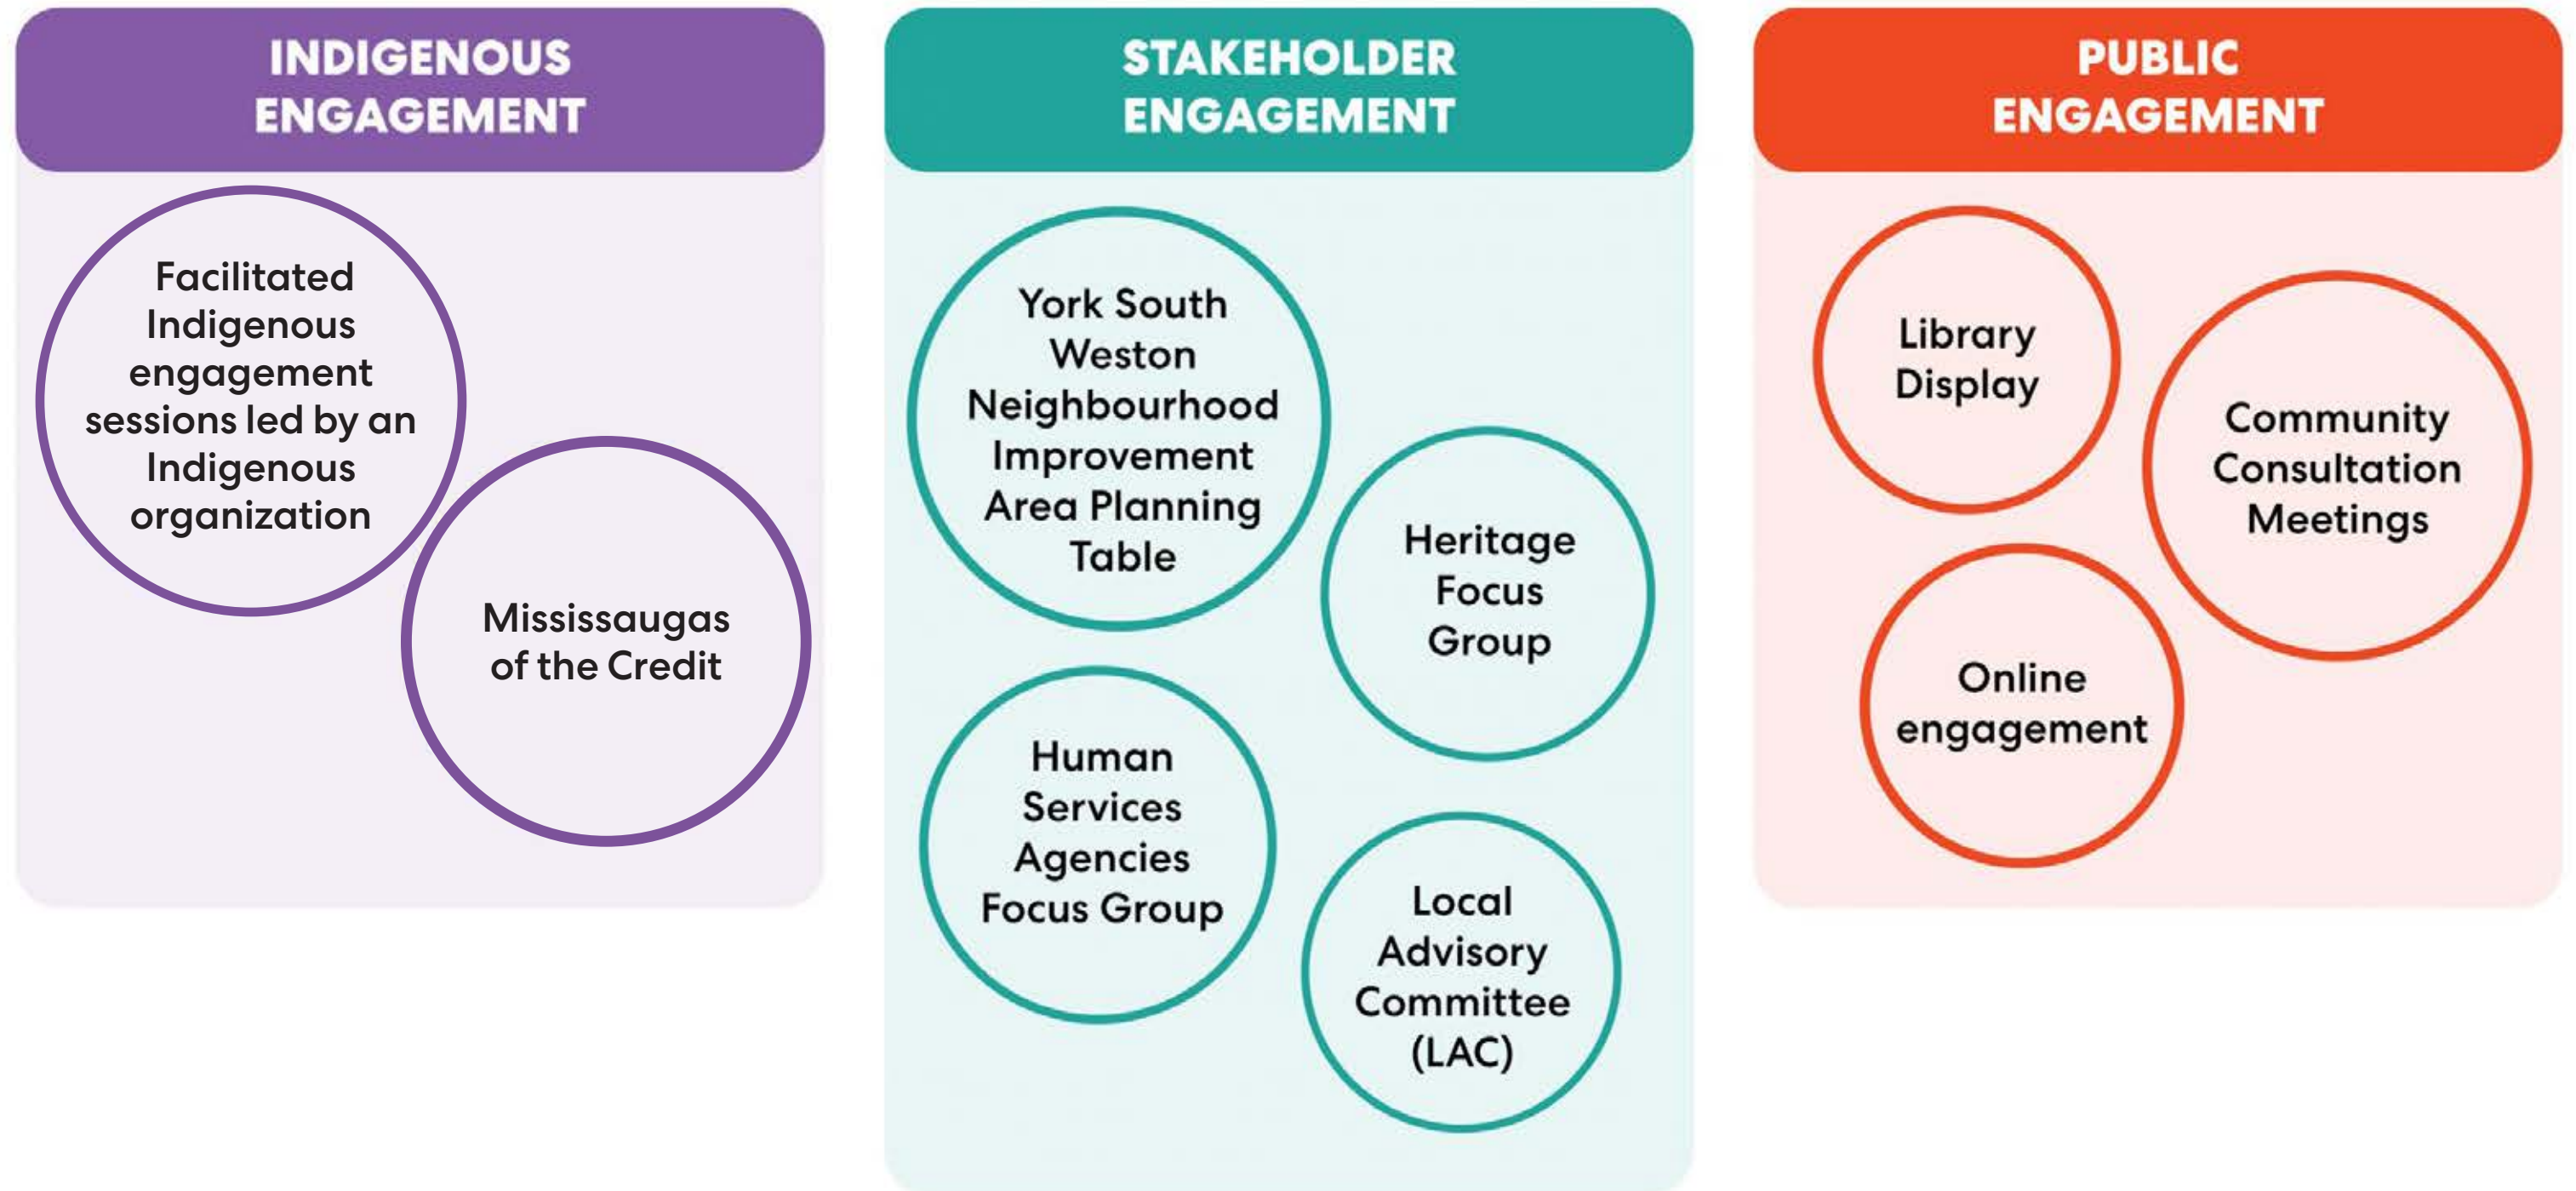 INDIGENOUS
ENGAGEMENT
Facilitated
Indigenous
engagement
sessions led by an
Indigenous
organization
Mississaugas
of the Credit
STAKEHOLDER
ENGAGEMENT
York South
Weston
Neighbourhood
Improvement
Area Planning
Table
Heritage
Focus
Group
Human
Services
Agencies
Focus Group
Local
Advisory
Committee
(LAC)
PUBLIC
ENGAGEMENT
Library
Display
Community
Consultation
Meetings
Online
engagement